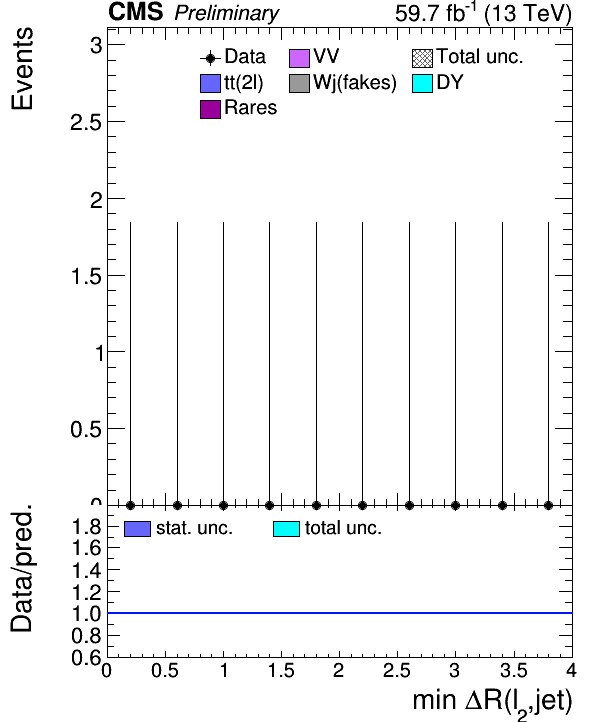 CMS Preliminary 59.7 fb-1 (13 TeV)
Events
3
2.5
2
1.5
1
0.5
0
Data VV Total unc.
tt(2l) Wj(fakes) DY
Rares
Data/pred.
1.8
1.6
1.4
1.2
1.0
0.8
0.6
stat. unc. total unc.
0 0.5 1 1.5 2 2.5 3 3.5 4
min ΔR(l2,jet)